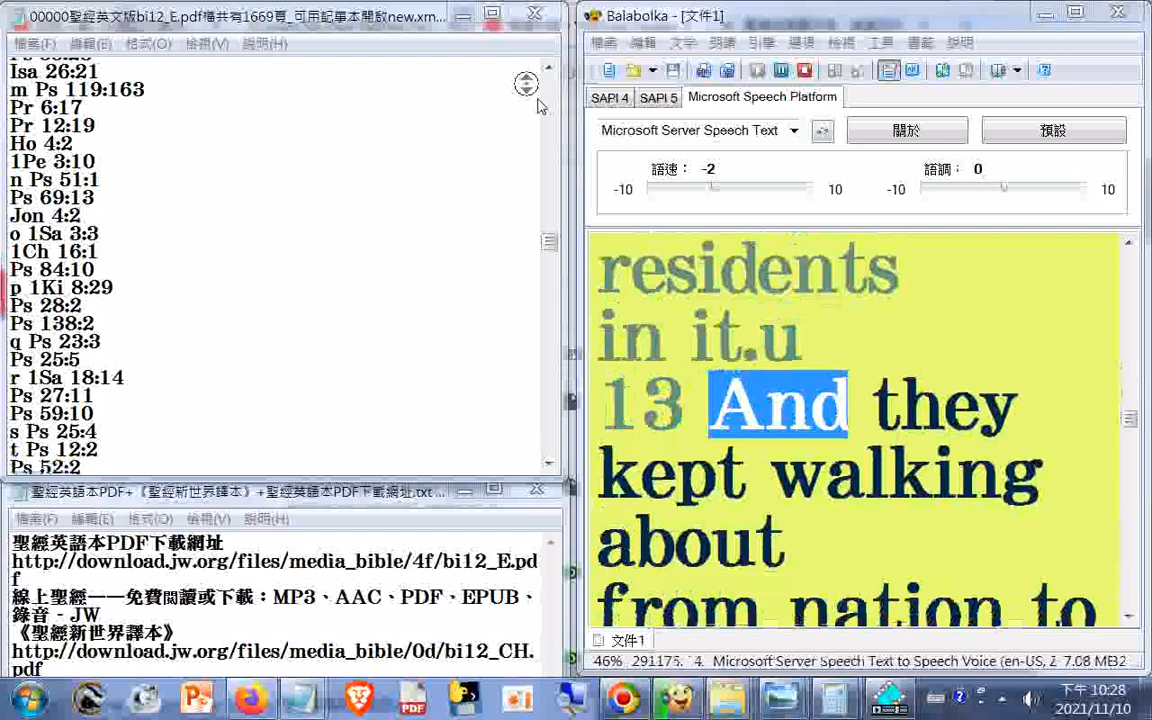 00000聖經英文版bi12_E.pdf檔共有1669頁_可用記事本開啟new.xm...
檔案(F) 編輯(E) 格式(O) 檢視(V) 說明(H)
Isa 26:21
m Ps 119:163
Pr 6:17
Pr 12:19
Ho 4:2
1Pe 3:10
n Ps 51:1
Ps 69:13
Jon 4:2
o 1Sa 3:3
1Ch 16:1
Ps 84:10
p 1Ki 8:29
Ps 28:2
Ps 138:2
q Ps 23:3
Ps 25:5
r 1Sa 18:14
Ps 27:11
Ps 59:10
s Ps 25:4
t Ps 12:2
Ps 52:2
聖經英語本PDF+《聖經新世界譯本》+聖經英語本PDF下載網址.txt ...
檔案(F) 編輯(E) 格式(O) 檢視(V) 說明(H)
聖經英語本PDF下載網址
http://download.jw.org/files/media_bible/4f/bi12_E.pd
f
線上聖經——免費閱讀或下載：MP3、AAC、PDF、EPUB、
錄音 - JW
《聖經新世界譯本》
http://download.jw.org/files/media_bible/0d/bi12_CH.
pdf
Balabolka - [文件1]
檔案 編輯 文字 閱讀 引擎 選項 檢視 工具 書籤 說明
SAPI 4 SAPI 5 Microsoft Speech Platform
Microsoft Server Speech Text 關於 預設
語速： -2 語調： 0
-10 10 -10 10
residents
in it.u
13 And they
kept walking
about
from nation to
文件1
46% Microsoft Server Speech Text to Speech Voice (en-US, 7.08 MB
下午 10:28
2021/11/10